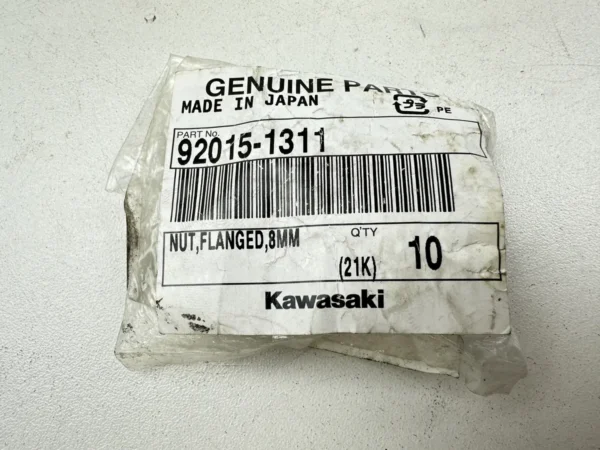 GENUINE PARTS
MADE IN JAPAN
PE
PART No.
92015-1311
NUT,FLANGED,8MM
Q'TY
(21K) 10
Kawasaki